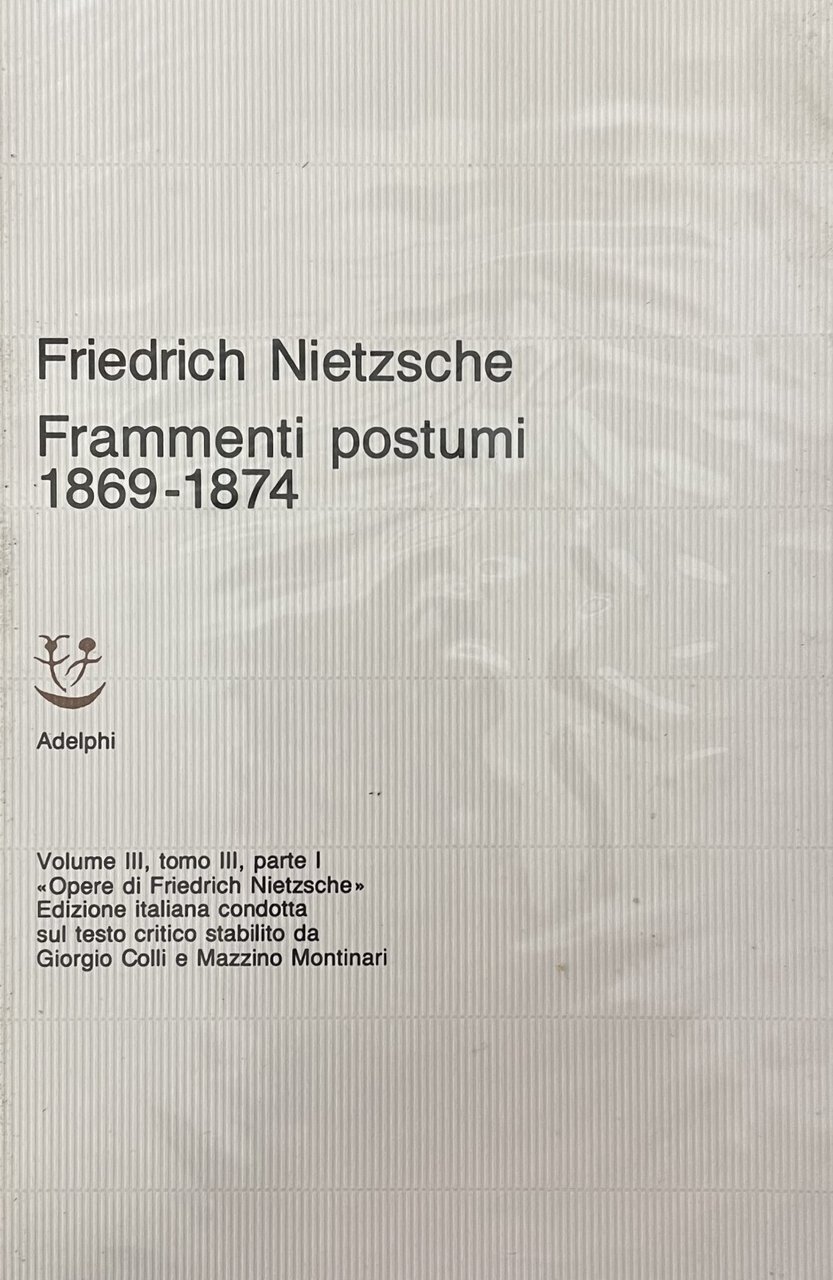 Friedrich Nietzsche
Frammenti postumi
1869-1874
Adelphi
Volume III, tomo III, parte I
«Opere di Friedrich Nietzsche»
Edizione italiana condotta
sul testo critico stabilito da
Giorgio Colli e Mazzino Montinari